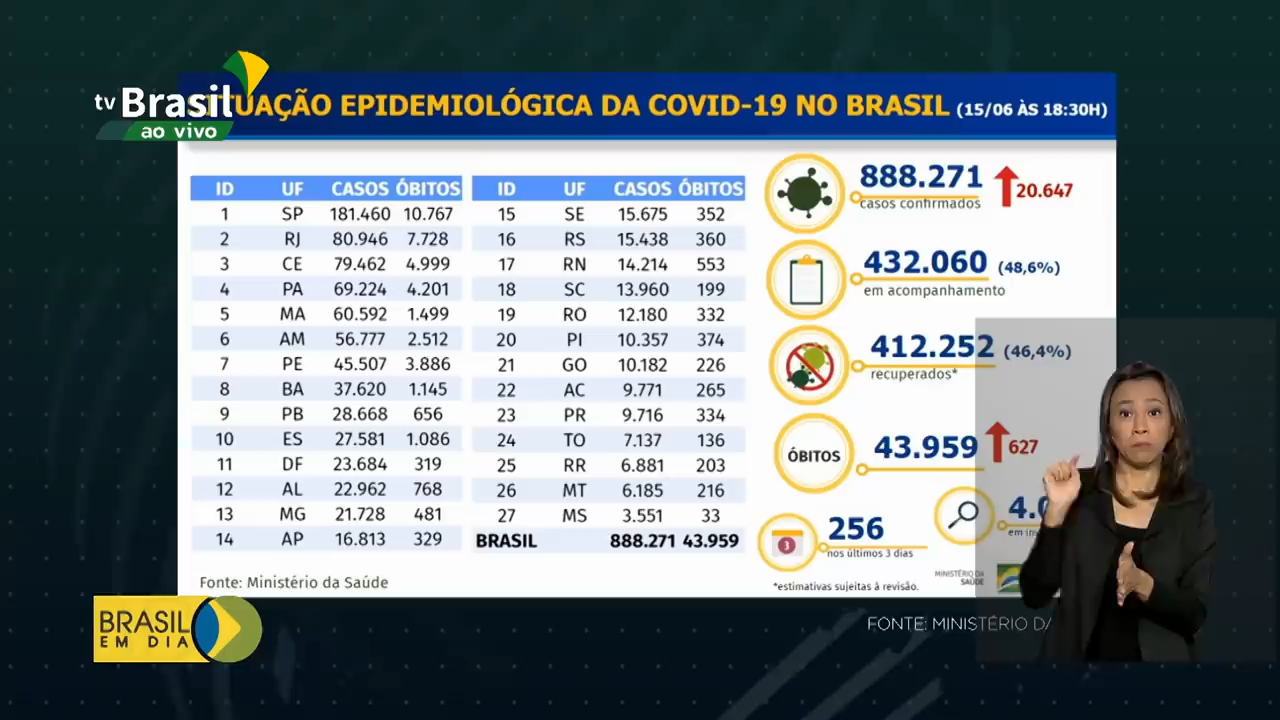 tv Brasil
ao vivo
EPIDEMIOLÓGICA DA COVID-19 NO BRASIL (15/06 ÀS 18:30H)
ID UF CASOS ÓBITOS
1 SP 181.460 10.767
2 RJ 80.946 7.728
3 CE 79.462 4.999
4 PA 69.224 4.201
5 MA 60.592 1.499
6 AM 56.777 2.512
7 PE 45.507 3.886
8 BA 37.620 1.145
9 PB 28.668 656
10 ES 27.581 1.086
11 DF 23.684 319
12 AL 22.962 768
13 MG 21.728 481
14 AP 16.813 329
ID UF CASOS ÓBITOS
15 SE 15.675 352
16 RS 15.438 360
17 RN 14.214 553
18 SC 13.960 199
19 RO 12.180 332
20 PI 10.357 374
21 GO 10.182 226
22 AC 9.771 265
23 PR 9.716 334
24 TO 7.137 136
25 RR 6.881 203
26 MT 6.185 216
27 MS 3.551 33
BRASIL 888.271 43.959
888.271 20.647
casos confirmados
432.060 (48,6%)
em acompanhamento
412.252 (46,4%)
recuperados*
ÓBITOS 43.959 627
3 256
nos últimos 3 dias
em
*estimativas sujeitas à revisão.
MINISTÉRIO DA
SAÚDE
Fonte: Ministério da Saúde
BRASIL
EM DIA
FONTE: MINISTÉRIO